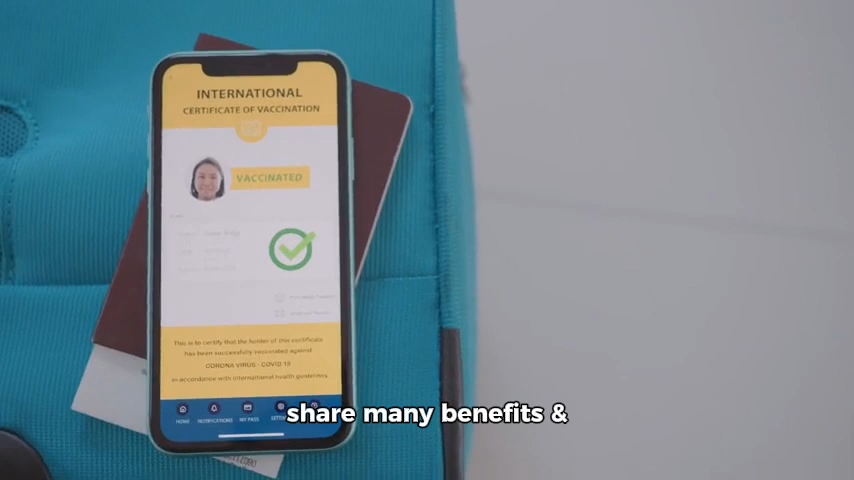 INTERNATIONAL
CERTIFICATE OF VACCINATION
VACCINATED
This is to certify that the holder of this certificate
has been successfully vaccinated against
CORONA VIRUS - COVID 19
in accordance with international health guidelines.
HOME
NOTIFICATIONS
MY PASS
share many benefits &